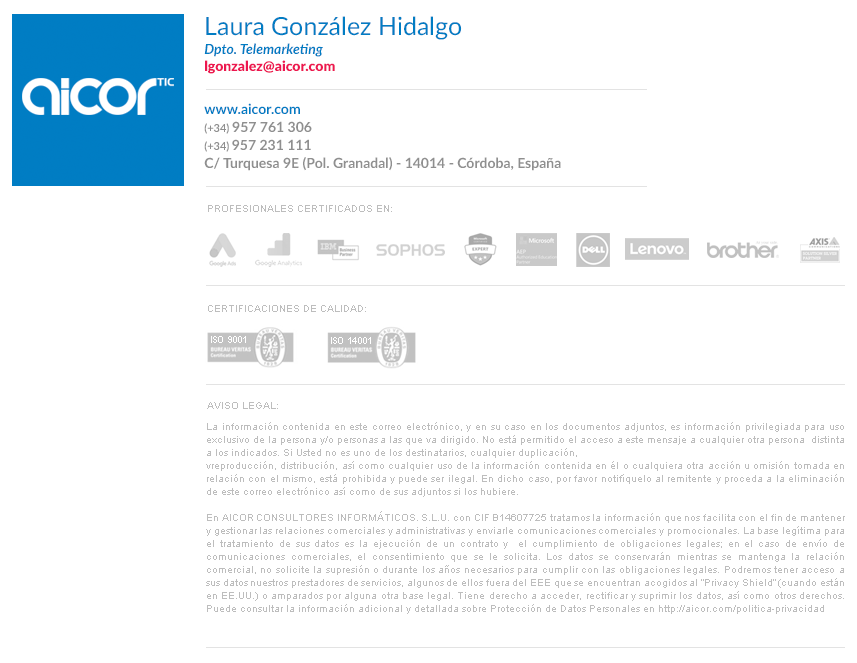 Laura González Hidalgo
Dpto. Telemarketing
lgonzalez@aicor.com
aicor TIC
www.aicor.com
(+34) 957 761 306
(+34) 957 231 111
C/ Turquesa 9E (Pol. Granadal) - 14014 - Córdoba, España
PROFESIONALES CERTIFICADOS EN:
Google Ads
Google Analytics
IBM Business Partner
SOPHOS
Microsoft EXPERT
Microsoft
AEP
Authorized Education Partner
DELL
Lenovo
brother
AXIS COMMUNICATIONS
SOLUTION SILVER PARTNER
CERTIFICACIONES DE CALIDAD:
ISO 9001
BUREAU VERITAS
Certification
ISO 14001
BUREAU VERITAS
Certification
AVISO LEGAL:
La información contenida en este correo electrónico, y en su caso en los documentos adjuntos, es información privilegiada para uso
exclusivo de la persona y/o personas a las que va dirigido. No está permitido el acceso a este mensaje a cualquier otra persona distinta
a los indicados. Si Usted no es uno de los destinatarios, cualquier duplicación,
vreproducción, distribución, así como cualquier uso de la información contenida en él o cualquiera otra acción u omisión tomada en
relación con el mismo, está prohibida y puede ser ilegal. En dicho caso, por favor notifíquelo al remitente y proceda a la eliminación
de este correo electrónico así como de sus adjuntos si los hubiere.
En AICOR CONSULTORES INFORMÁTICOS. S.L.U. con CIF B14607725 tratamos la información que nos facilita con el fin de mantener
y gestionar las relaciones comerciales y administrativas y enviarle comunicaciones comerciales y promocionales. La base legítima para
el tratamiento de sus datos es la ejecución de un contrato y el cumplimiento de obligaciones legales; en el caso de envío de
comunicaciones comerciales, el consentimiento que se le solicita. Los datos se conservarán mientras se mantenga la relación
comercial, no solicite la supresión o durante los años necesarios para cumplir con las obligaciones legales. Podremos tener acceso a
sus datos nuestros prestadores de servicios, algunos de ellos fuera del EEE que se encuentran acogidos al "Privacy Shield" (cuando están
en EE.UU.) o amparados por alguna otra base legal. Tiene derecho a acceder, rectificar y suprimir los datos, así como otros derechos.
Puede consultar la información adicional y detallada sobre Protección de Datos Personales en http://aicor.com/politica-privacidad